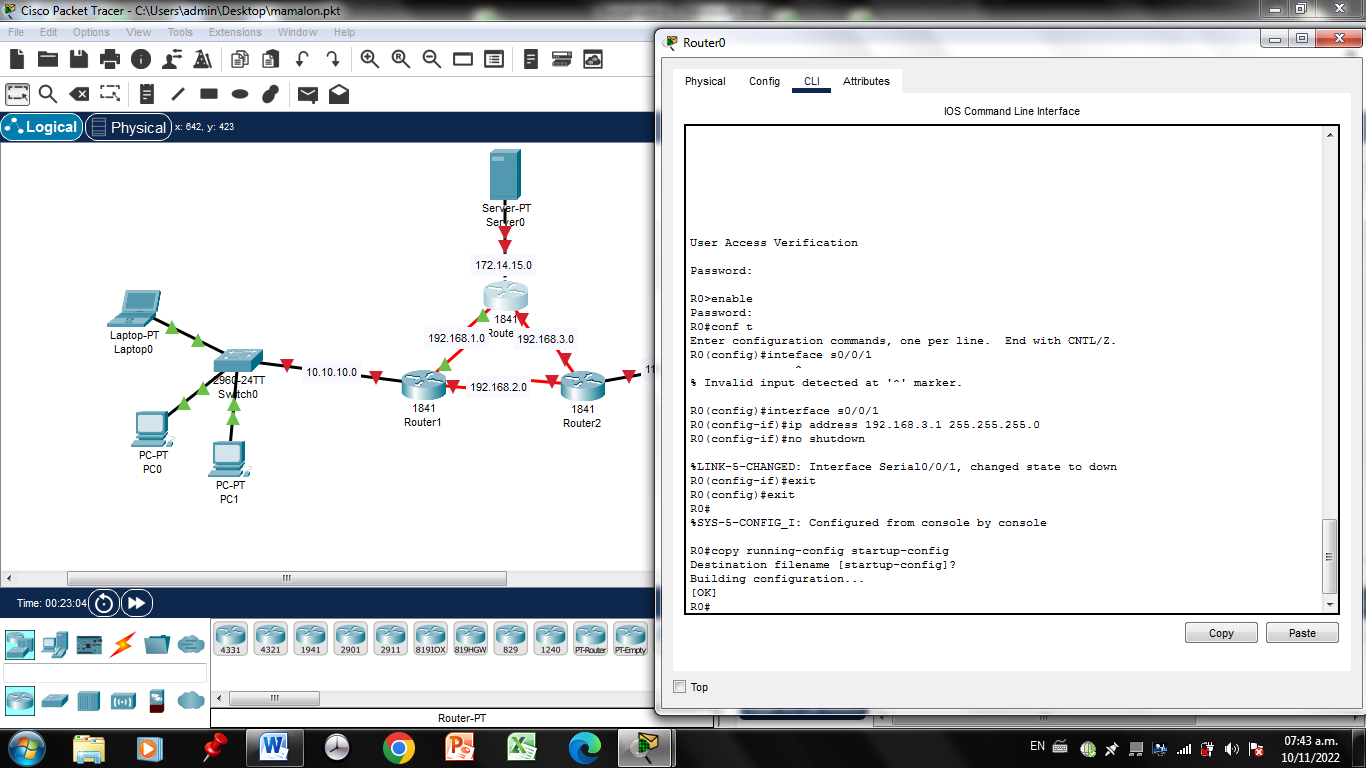 Cisco Packet Tracer - C:\Users\admin\Desktop\mamalon.pkt
File Edit Options View Tools Extensions Window Help
Logical
Physical
x: 642, y: 423
Server-PT
Server0
172.14.15.0
1841
Route
192.168.1.0
192.168.3.0
Laptop-PT
Laptop0
2960-24TT
Switch0
10.10.10.0
192.168.2.0
11
1841
Router1
1841
Router2
PC-PT
PC0
PC-PT
PC1
Time: 00:23:04
4331 4321 1941 2901 2911 819IOX 819HGW 829 1240 PT-Router PT-Empty
Router-PT
Router0
Physical Config CLI Attributes
IOS Command Line Interface
User Access Verification
Password:
R0>enable
Password:
R0#conf t
Enter configuration commands, one per line.  End with CNTL/Z.
R0(config)#inteface s0/0/1
^
% Invalid input detected at '^' marker.
R0(config)#interface s0/0/1
R0(config-if)#ip address 192.168.3.1 255.255.255.0
R0(config-if)#no shutdown
%LINK-5-CHANGED: Interface Serial0/0/1, changed state to down
R0(config-if)#exit
R0(config)#exit
R0#
%SYS-5-CONFIG_I: Configured from console by console
R0#copy running-config startup-config
Destination filename [startup-config]?
Building configuration...
[OK]
R0#
Copy
Paste
Top
EN
07:43 a.m.
10/11/2022